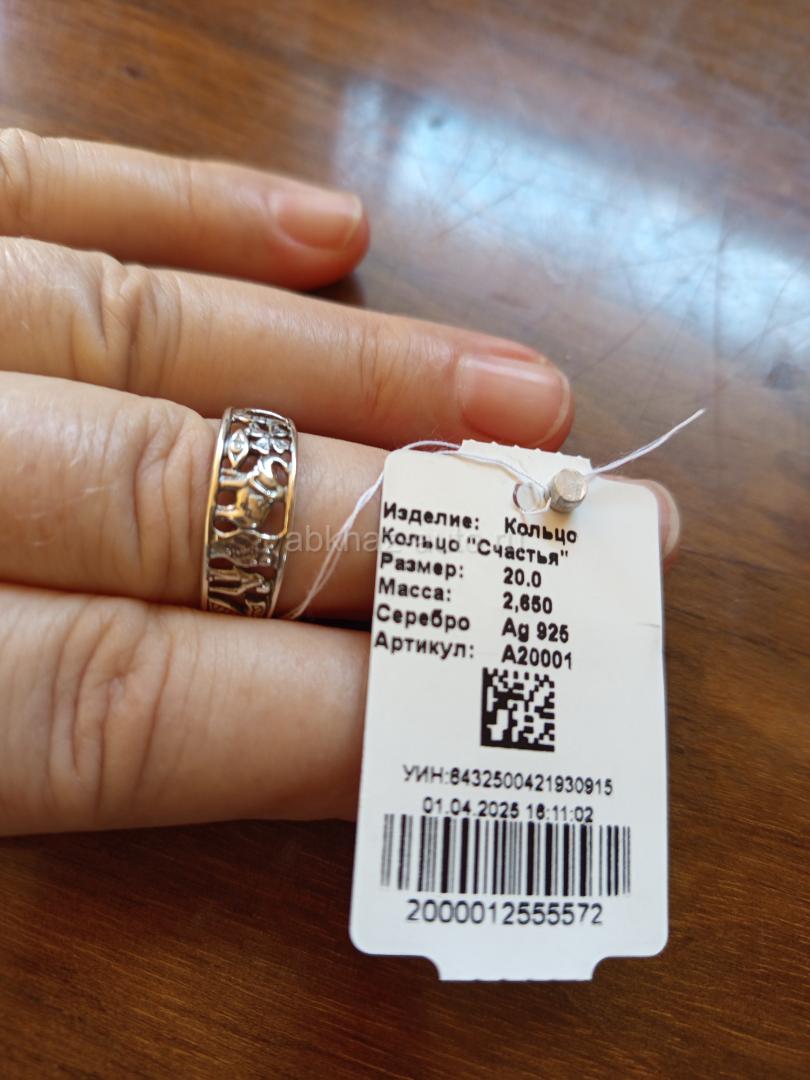 Изделие: Кольцо
Кольцо "Счастья"
Размер: 20.0
Масса: 2,650
Серебро Ag 925
Артикул: A20001
УИН:6432500421930915
01.04.2025 16:11:02
2000012555572